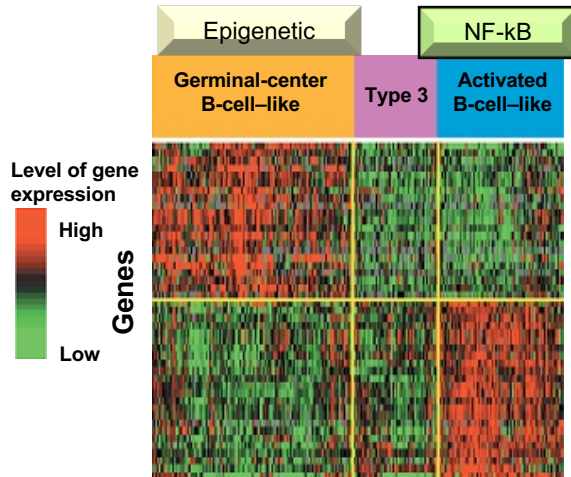 Epigenetic
NF-kB
Germinal-center
B-cell–like
Type 3
Activated
B-cell–like
Level of gene
expression
High
Low
Genes